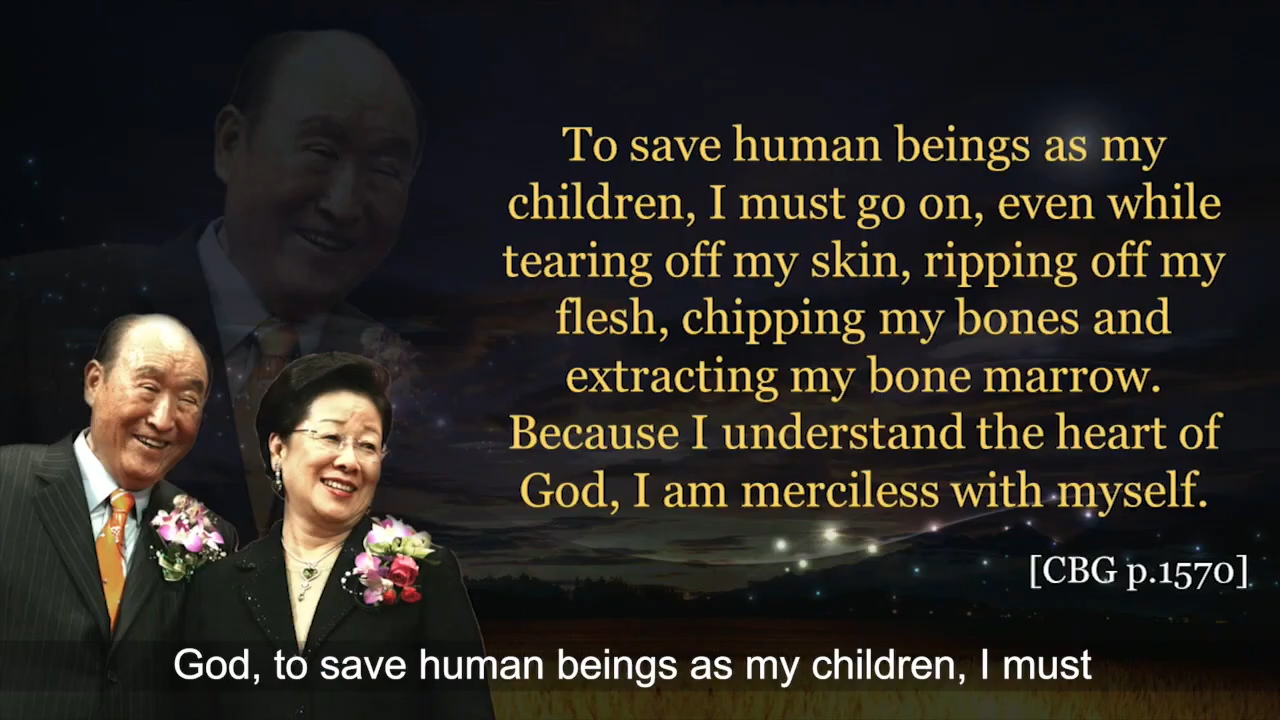 To save human beings as my
children, I must go on, even while
tearing off my skin, ripping off my
flesh, chipping my bones and
extracting my bone marrow.
Because I understand the heart of
God, I am merciless with myself.
[CBG p.1570]
God, to save human beings as my children, I must